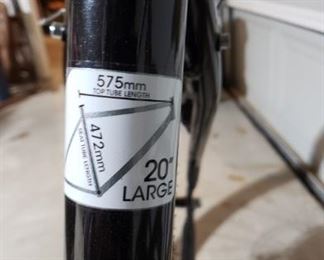 575mm
TOP TUBE LENGTH
472mm
SEAT TUBE LENGTH
20"
LARGE